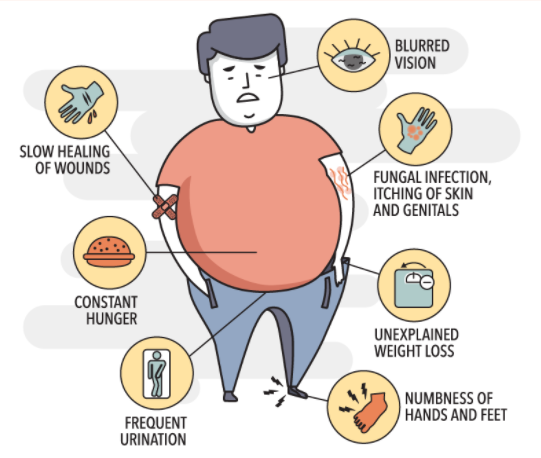 BLURRED
VISION
SLOW HEALING
OF WOUNDS
FUNGAL INFECTION,
ITCHING OF SKIN
AND GENITALS
CONSTANT
HUNGER
UNEXPLAINED
WEIGHT LOSS
FREQUENT
URINATION
NUMBNESS OF
HANDS AND FEET